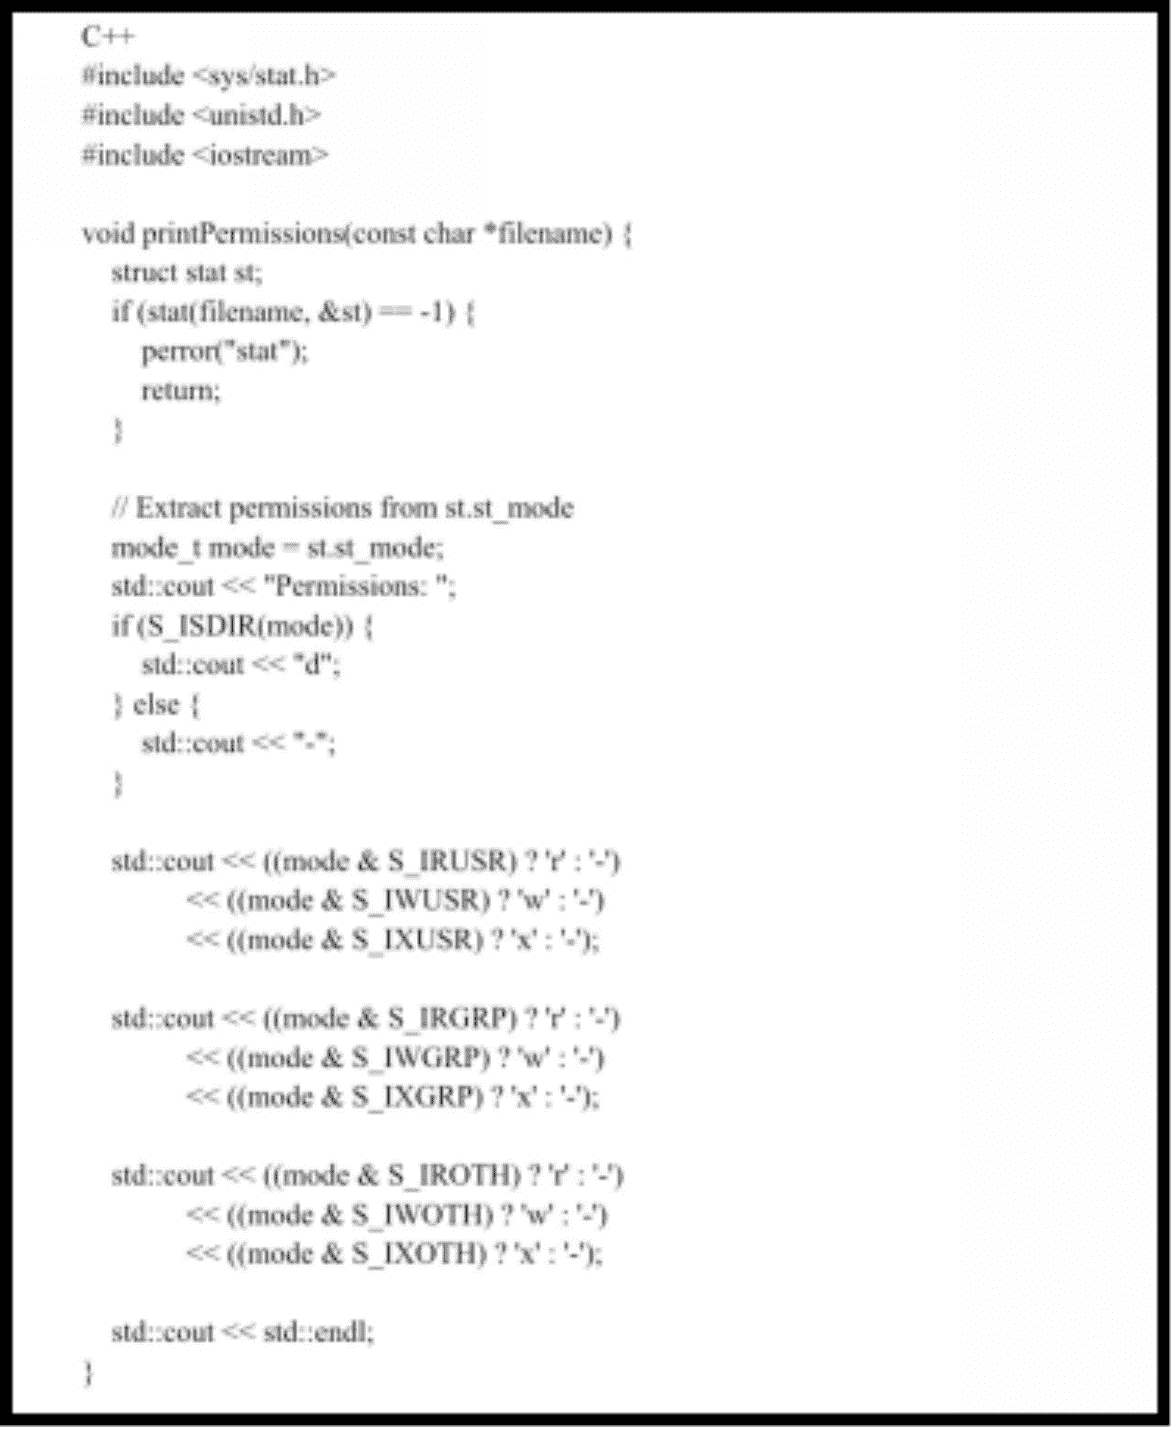 C++
#include <sys/stat.h>
#include <unistd.h>
#include <iostream>
void printPermissions(const char *filename) {
struct stat st;
if (stat(filename, &st) == -1) {
perror("stat");
return;
}
// Extract permissions from st.st_mode
mode_t mode = st.st_mode;
std::cout << "Permissions: ";
if (S_ISDIR(mode)) {
std::cout << "d";
} else {
std::cout << "-";
}
std::cout << ((mode & S_IRUSR) ? 'r' : '-')
<< ((mode & S_IWUSR) ? 'w' : '-')
<< ((mode & S_IXUSR) ? 'x' : '-');
std::cout << ((mode & S_IRGRP) ? 'r' : '-')
<< ((mode & S_IWGRP) ? 'w' : '-')
<< ((mode & S_IXGRP) ? 'x' : '-');
std::cout << ((mode & S_IROTH) ? 'r' : '-')
<< ((mode & S_IWOTH) ? 'w' : '-')
<< ((mode & S_IXOTH) ? 'x' : '-');
std::cout << std::endl;
}